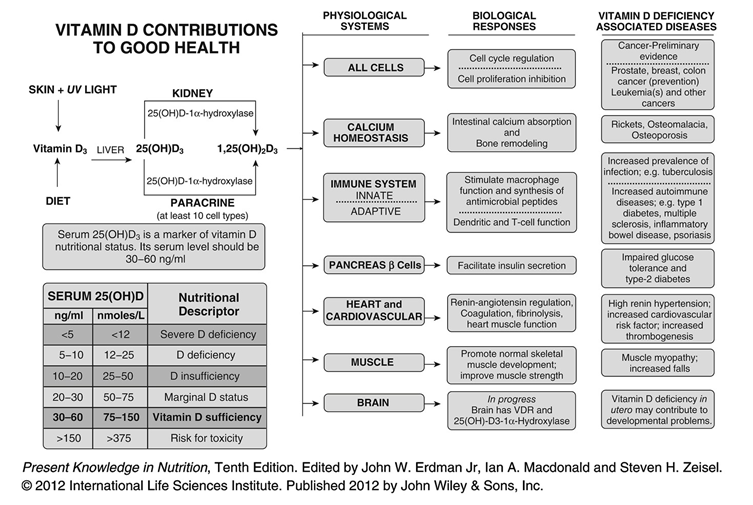 VITAMIN D CONTRIBUTIONS
TO GOOD HEALTH
SKIN + UV LIGHT
KIDNEY
25(OH)D-1α-hydroxylase
Vitamin D₃
LIVER
25(OH)D₃
1,25(OH)₂D₃
25(OH)D-1α-hydroxylase
DIET
PARACRINE
(at least 10 cell types)
Serum 25(OH)D₃ is a marker of vitamin D
nutritional status. Its serum level should be
30–60 ng/ml
SERUM 25(OH)D
Nutritional
Descriptor
ng/ml
nmoles/L
<5
<12
Severe D deficiency
5–10
12–25
D deficiency
10–20
25–50
D insufficiency
20–30
50–75
Marginal D status
30–60
75–150
Vitamin D sufficiency
>150
>375
Risk for toxicity
PHYSIOLOGICAL
SYSTEMS
BIOLOGICAL
RESPONSES
VITAMIN D DEFICIENCY
ASSOCIATED DISEASES
ALL CELLS
Cell cycle regulation
Cell proliferation inhibition
Cancer-Preliminary
evidence
Prostate, breast, colon
cancer (prevention)
Leukemia(s) and other
cancers
CALCIUM
HOMEOSTASIS
Intestinal calcium absorption
and
Bone remodeling
Rickets, Osteomalacia,
Osteoporosis
IMMUNE SYSTEM
INNATE
ADAPTIVE
Stimulate macrophage
function and synthesis of
antimicrobial peptides
Dendritic and T-cell function
Increased prevalence of
infection; e.g. tuberculosis
Increased autoimmune
diseases; e.g. type 1
diabetes, multiple
sclerosis, inflammatory
bowel disease, psoriasis
PANCREAS β Cells
Facilitate insulin secretion
Impaired glucose
tolerance and
type-2 diabetes
HEART and
CARDIOVASCULAR
Renin-angiotensin regulation,
Coagulation, fibrinolysis,
heart muscle function
High renin hypertension;
increased cardiovascular
risk factor; increased
thrombogenesis
MUSCLE
Promote normal skeletal
muscle development;
improve muscle strength
Muscle myopathy;
increased falls
BRAIN
In progress
Brain has VDR and
25(OH)-D3-1α-Hydroxylase
Vitamin D deficiency in
utero may contribute to
developmental problems.
Present Knowledge in Nutrition, Tenth Edition. Edited by John W. Erdman Jr, Ian A. Macdonald and Steven H. Zeisel.
© 2012 International Life Sciences Institute. Published 2012 by John Wiley & Sons, Inc.